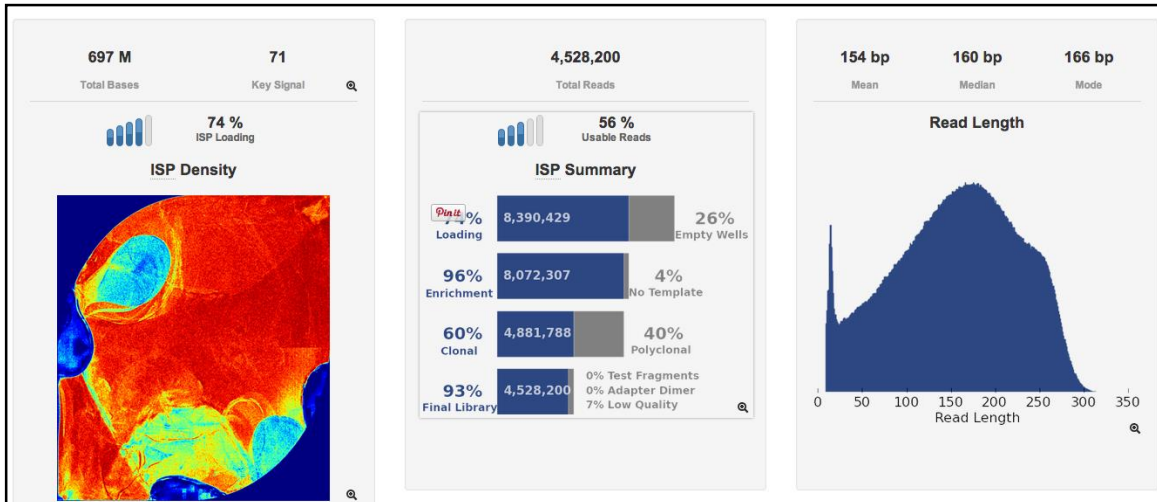 697 M
Total Bases
71
Key Signal
74 %
ISP Loading
ISP Density
4,528,200
Total Reads
56 %
Usable Reads
ISP Summary
Pin it
74%
Loading
8,390,429
26%
Empty Wells
96%
Enrichment
8,072,307
4%
No Template
60%
Clonal
4,881,788
40%
Polyclonal
93%
Final Library
4,528,200
0% Test Fragments
0% Adapter Dimer
7% Low Quality
154 bp
Mean
160 bp
Median
166 bp
Mode
Read Length
0 50 100 150 200 250 300 350
Read Length